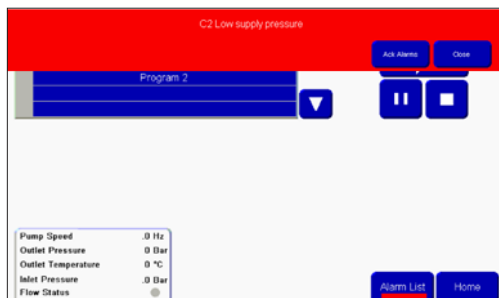 C2 Low supply pressure
Ack Alarms
Close
Program 2
Pump Speed .0 Hz
Outlet Pressure 0 Bar
Outlet Temperature 0 °C
Inlet Pressure .0 Bar
Flow Status
Alarm List
Home